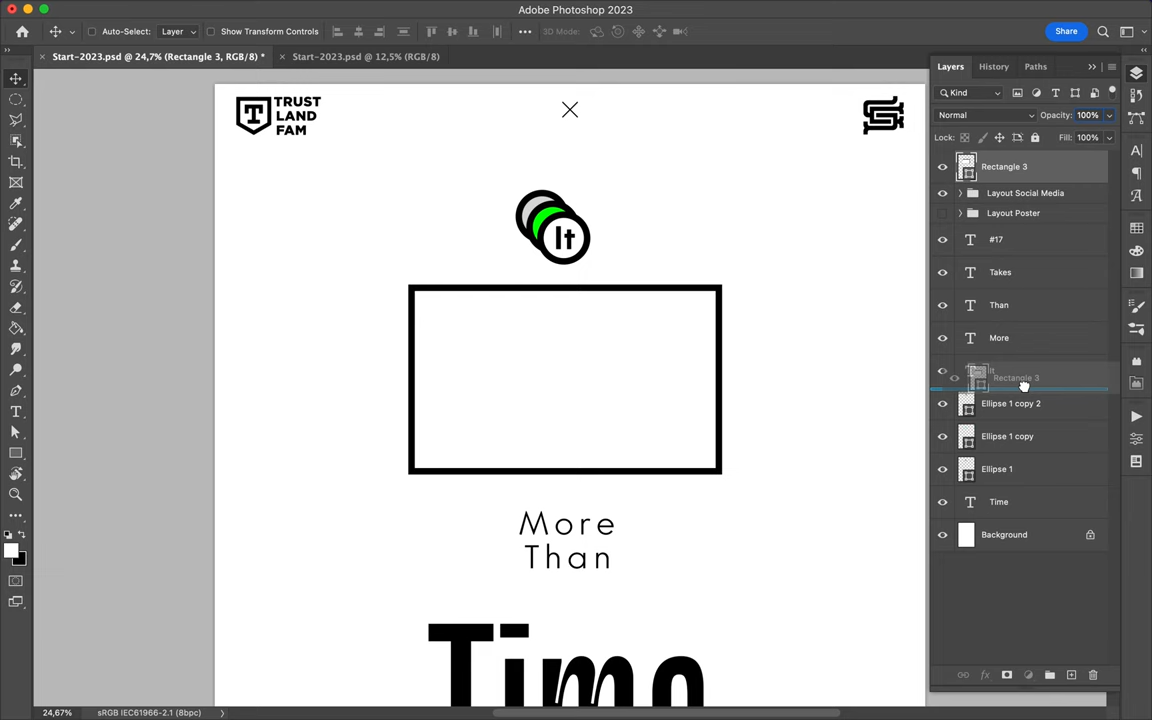 Adobe Photoshop 2023
Auto-Select: Layer Show Transform Controls 3D Mode: Share
Start-2023.psd @ 24,7% (Rectangle 3, RGB/8) * Start-2023.psd @ 12,5% (RGB/8)
Layers History Paths
Kind
Normal Opacity: 100%
Lock: Fill: 100%
Rectangle 3
Layout Social Media
Layout Poster
#17
Takes
Than
More
It
Rectangle 3
Ellipse 1 copy 2
Ellipse 1 copy
Ellipse 1
Time
Background
T TRUST
LAND
FAM
It
More
Than
Time
24,67% sRGB IEC61966-2.1 (8bpc)